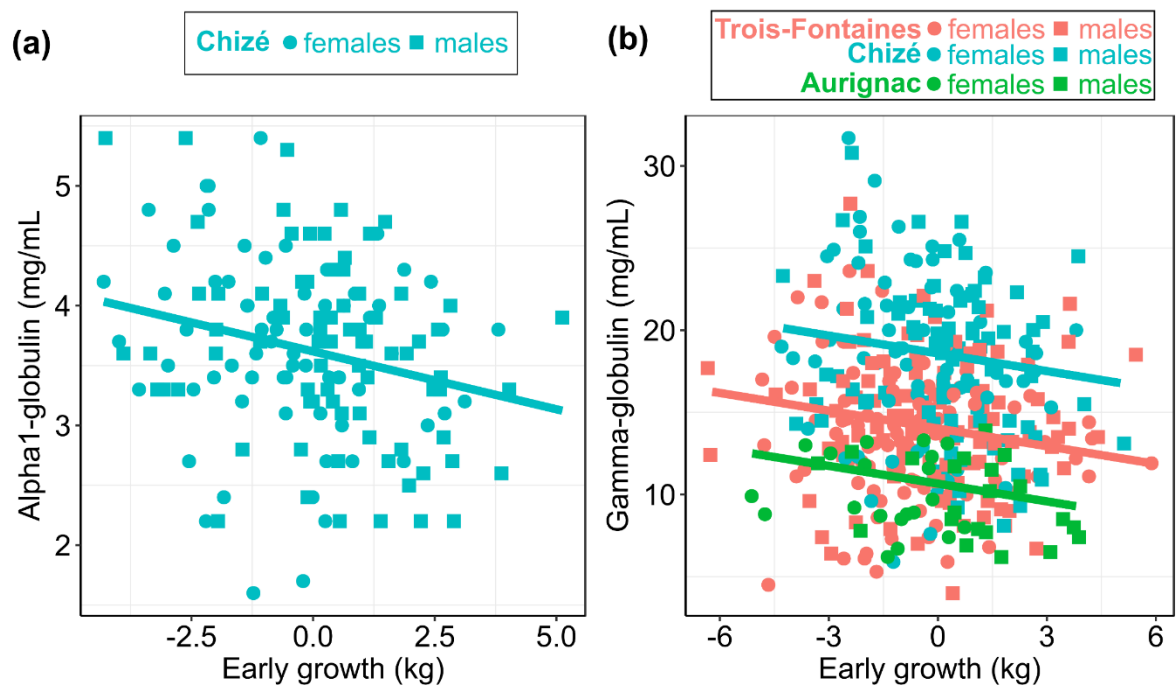 (a)
Chizé females males
Alpha1-globulin (mg/mL)
5
4
3
2
-2.5 0.0 2.5 5.0
Early growth (kg)
(b)
Trois-Fontaines females males
Chizé females males
Aurignac females males
Gamma-globulin (mg/mL)
30
20
10
-6 -3 0 3 6
Early growth (kg)